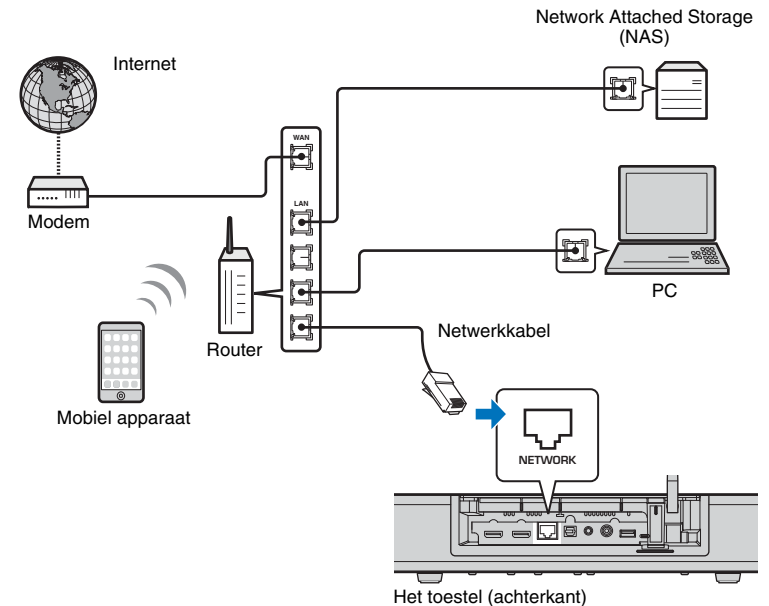 Network Attached Storage
(NAS)
Internet
WAN
Modem
LAN
PC
Router
Netwerkkabel
Mobiel apparaat
NETWORK
Het toestel (achterkant)